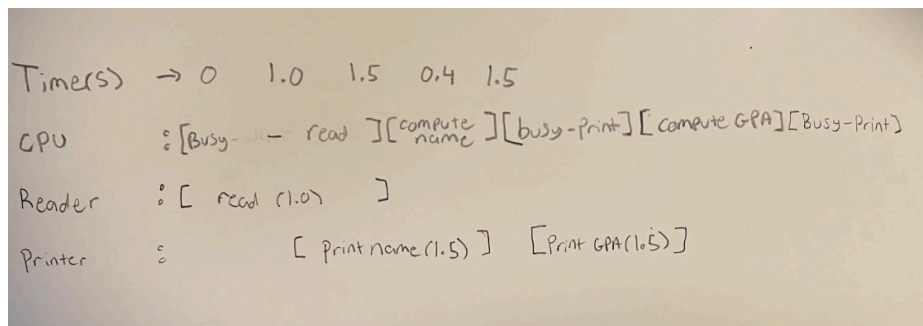 Time(s) → 0 1.0 1.5 0.4 1.5
CPU : [Busy- - read ][compute name ][busy-Print][ compute GPA][Busy-Print]
Reader : [ read (1.0) ]
Printer : [ Print name (1.5) ] [Print GPA (1.5) ]